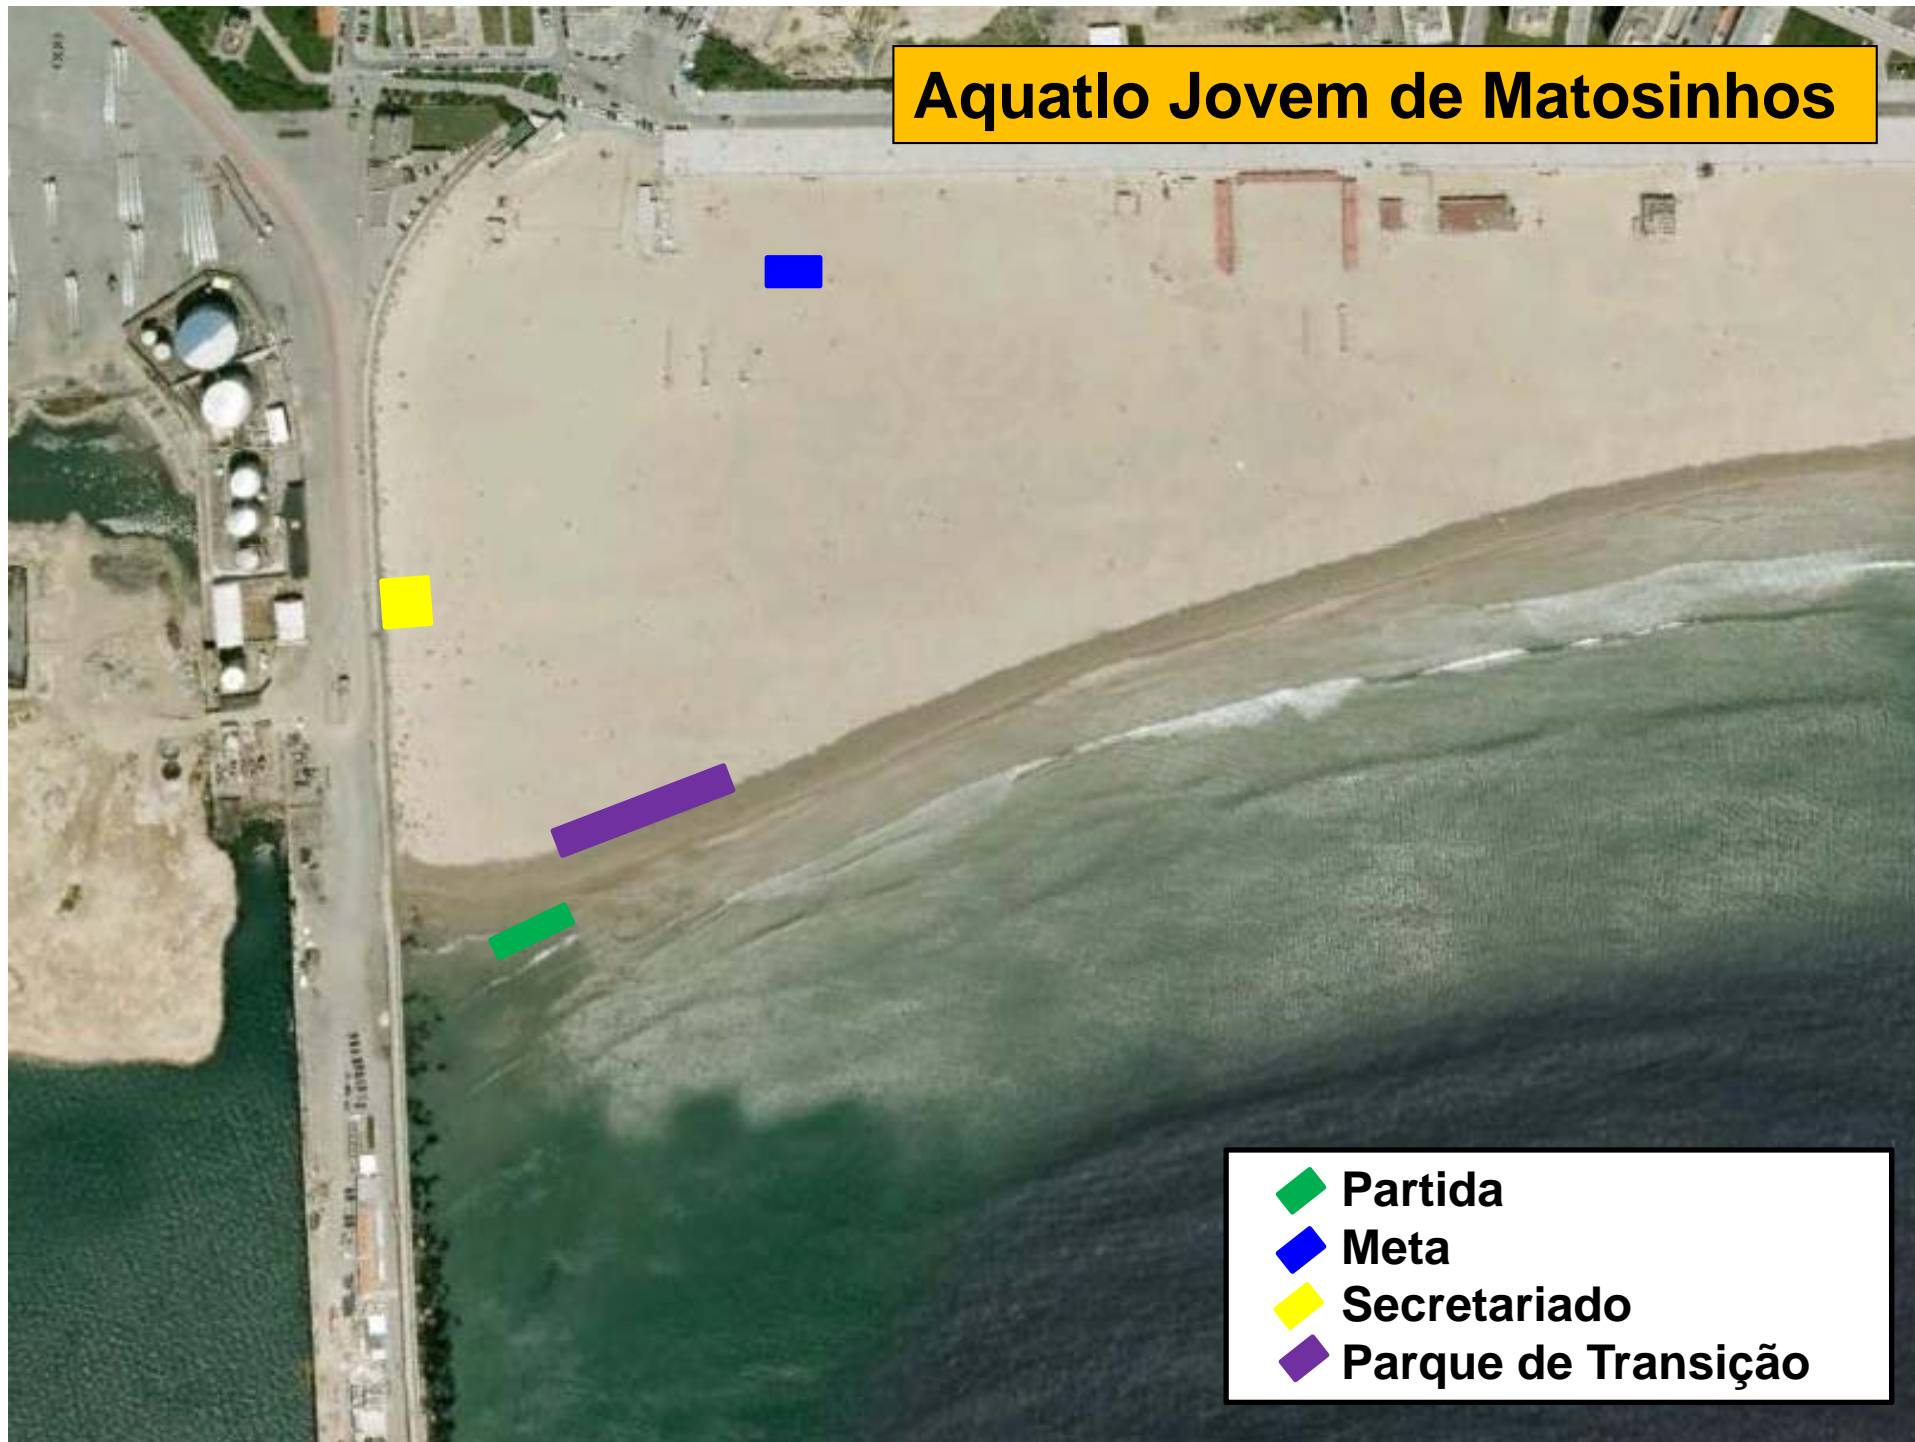 Aquatlo Jovem de Matosinhos
Partida
Meta
Secretariado
Parque de Transição